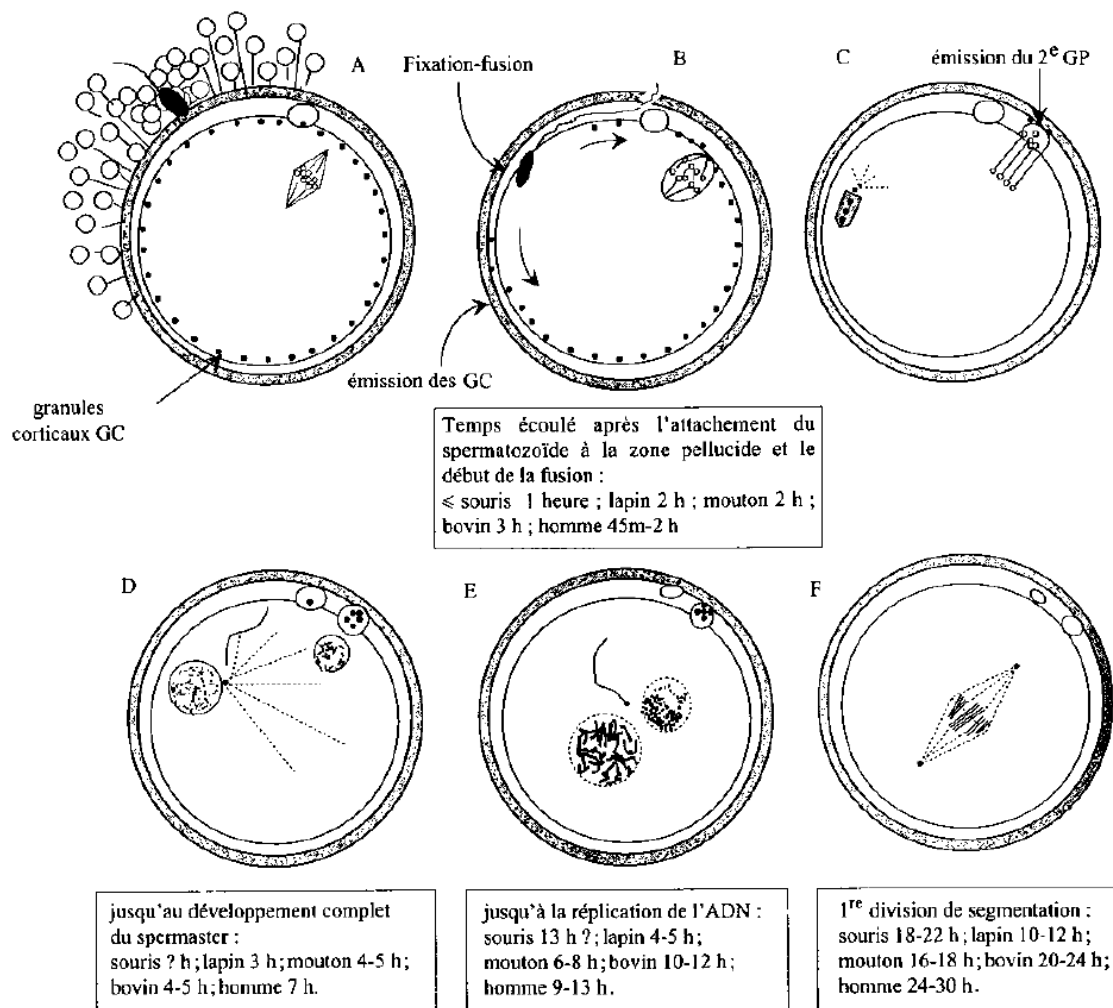 A
Fixation-fusion
B
C
émission du 2e GP
granules
corticaux GC
émission des GC
Temps écoulé après l'attachement du
spermatozoïde à la zone pellucide et le
début de la fusion :
⩽ souris 1 heure ; lapin 2 h ; mouton 2 h ;
bovin 3 h ; homme 45m-2 h
D
E
F
jusqu'au développement complet
du spermaster :
souris ? h ; lapin 3 h ; mouton 4-5 h ;
bovin 4-5 h ; homme 7 h.
jusqu'à la réplication de l'ADN :
souris 13 h ? ; lapin 4-5 h ;
mouton 6-8 h ; bovin 10-12 h ;
homme 9-13 h.
1re division de segmentation :
souris 18-22 h ; lapin 10-12 h ;
mouton 16-18 h ; bovin 20-24 h ;
homme 24-30 h.